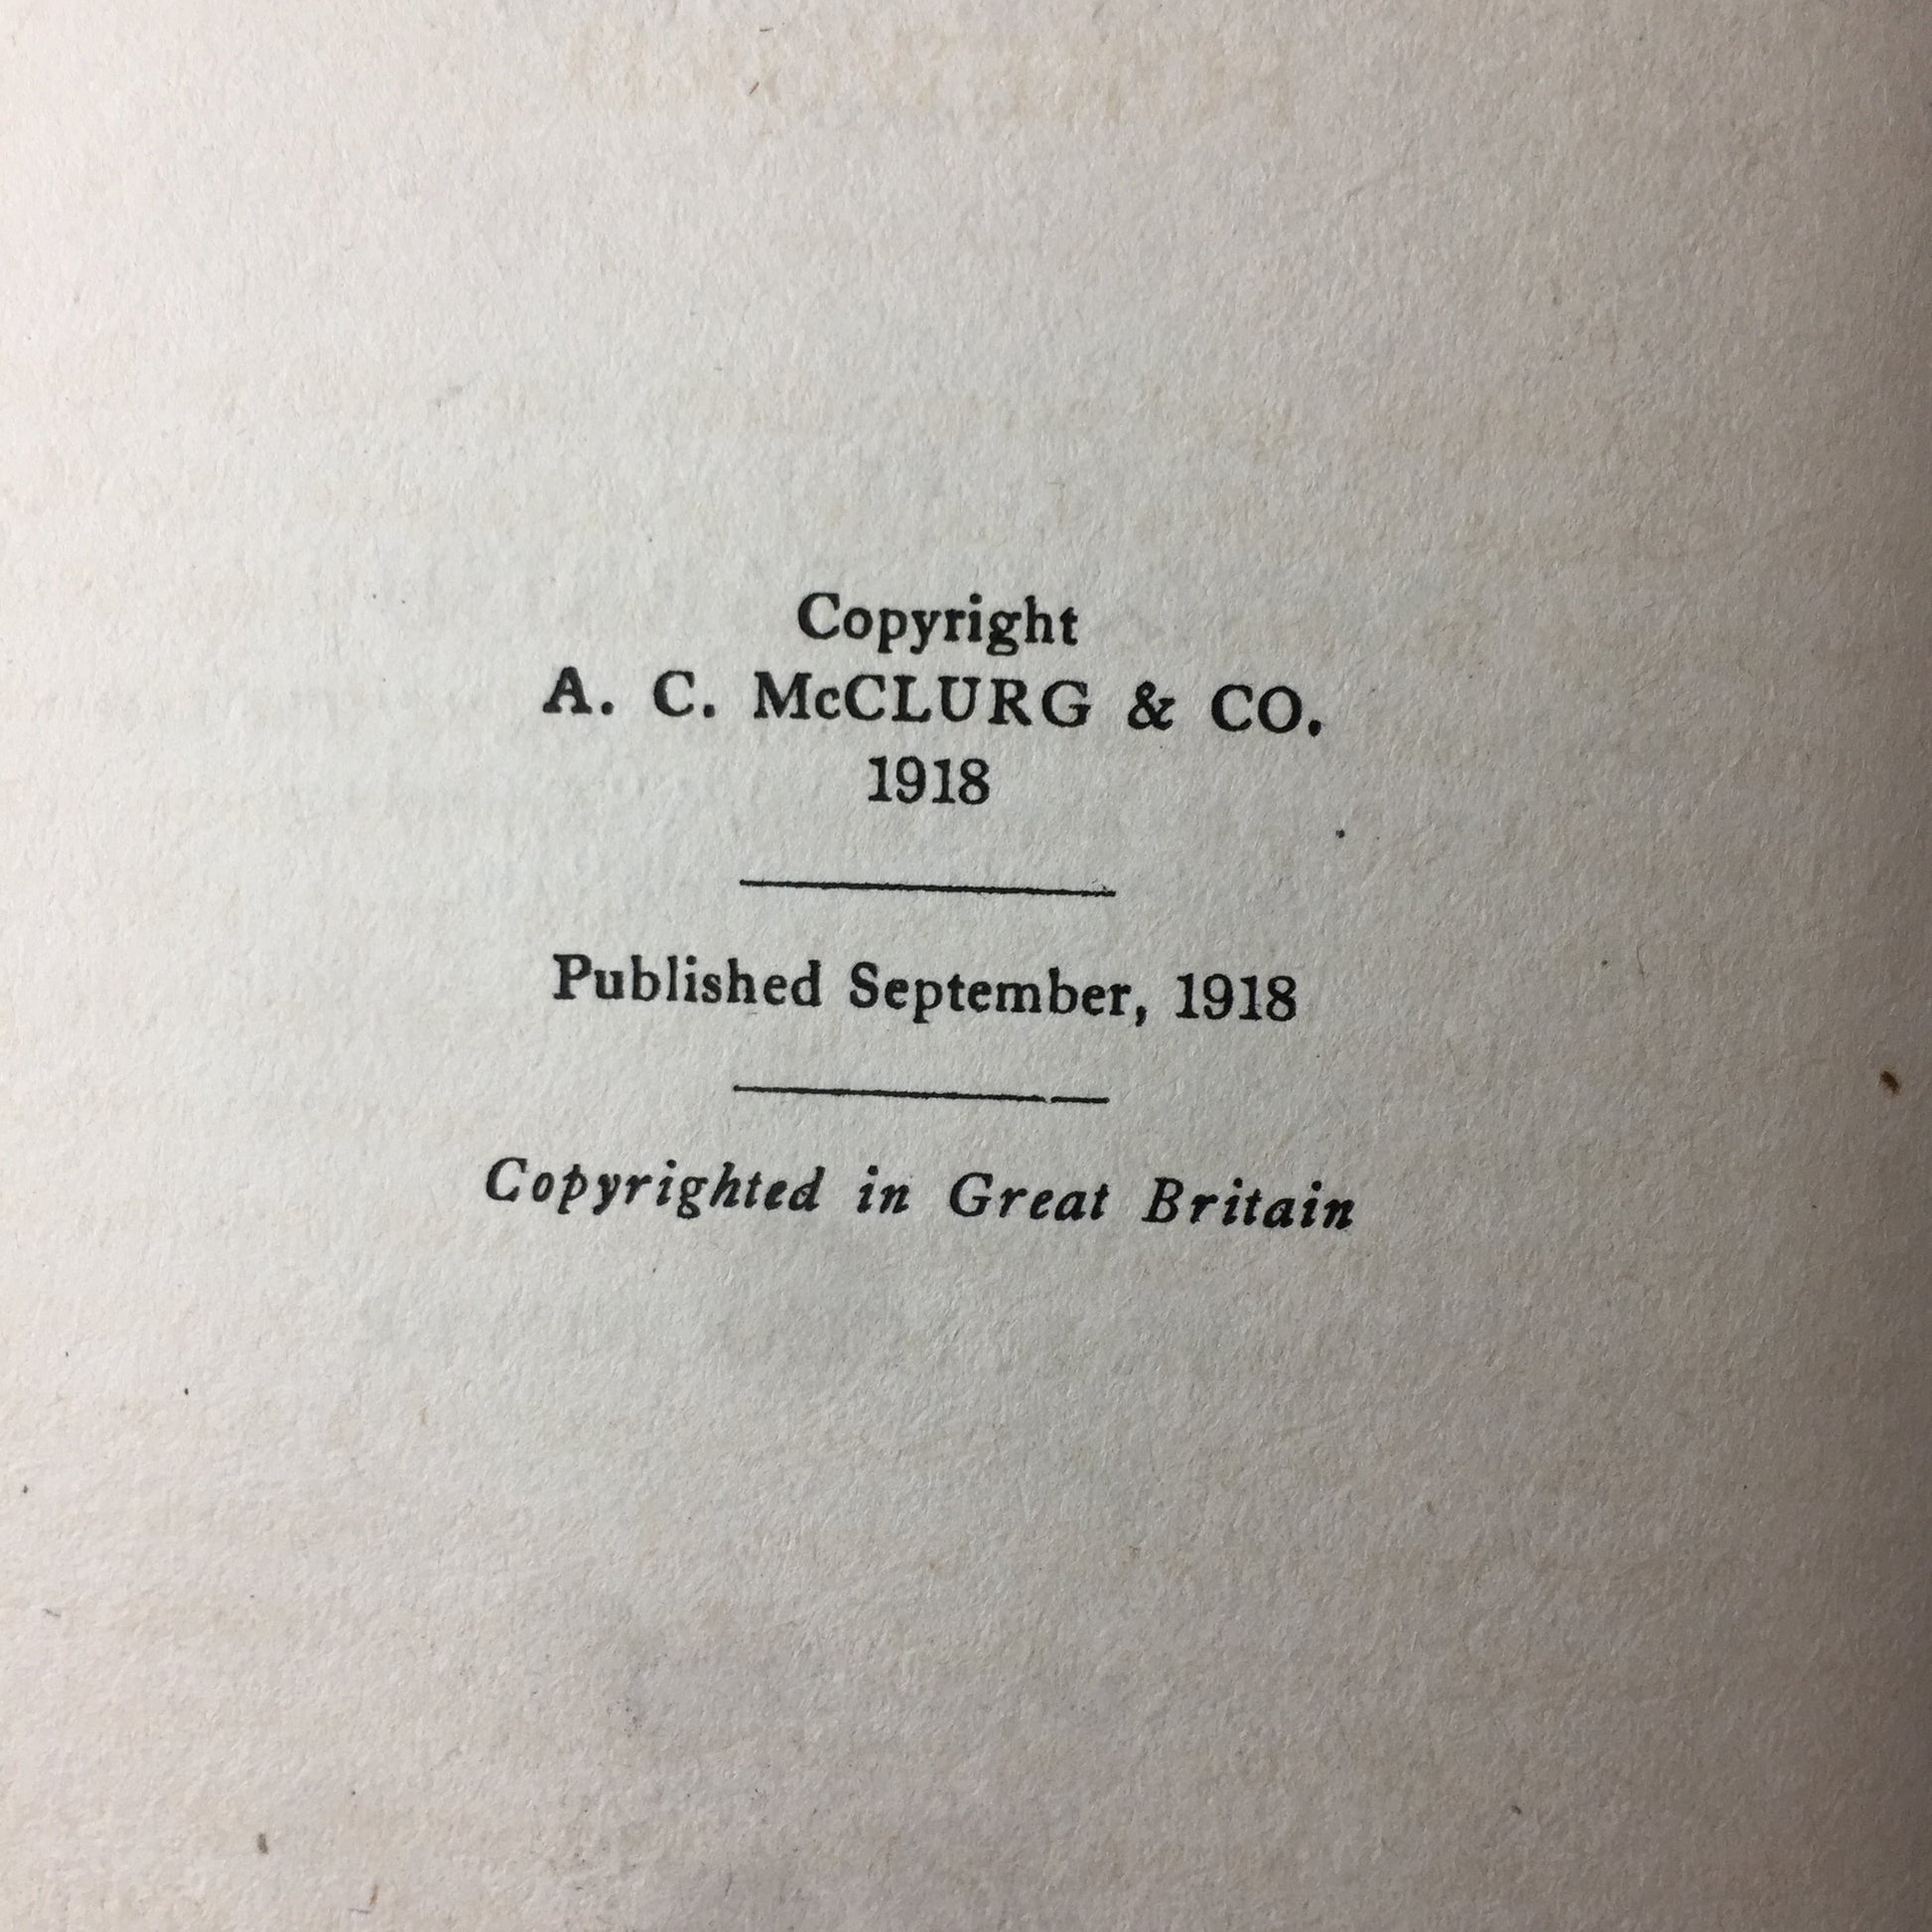 Copyright
A. C. McCLURG & CO.
1918
Published September, 1918
Copyrighted in Great Britain